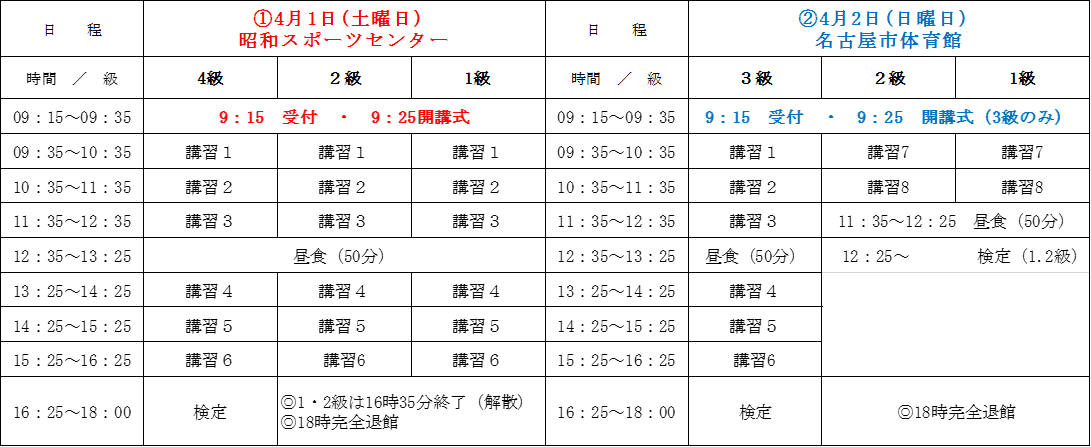 日　程 ①4月1日(土曜日) 日　程 ②4月2日(日曜日)
昭和スポーツセンター 名古屋市体育館
時間　／　級 4級 ２級 1級 時間　／　級 ３級 ２級 1級
09：15～09：35 9：15　受付　・　9：25開講式 09：15～09：35 9：15　受付　・　9：25　開講式（3級のみ）
09：35～10：35 講習１ 講習１ 講習１ 09：35～10：35 講習１ 講習7 講習7
10：35～11：35 講習２ 講習２ 講習２ 10：35～11：35 講習２ 講習8 講習8
11：35～12：35 講習３ 講習３ 講習３ 11：35～12：35 講習３ 11：35～12：25　昼食（50分）
12：35～13：25 昼食（50分） 12：35～13：25 昼食（50分） 12：25～　検定（1.2級）
13：25～14：25 講習４ 講習４ 講習４ 13：25～14：25 講習４
14：25～15：25 講習５ 講習５ 講習５ 14：25～15：25 講習５
15：25～16：25 講習６ 講習6 講習６ 15：25～16：25 講習6
16：25～18：00 検定 ◎1・2級は16時35分終了（解散） 16：25～18：00 検定 ◎18時完全退館
◎18時完全退館